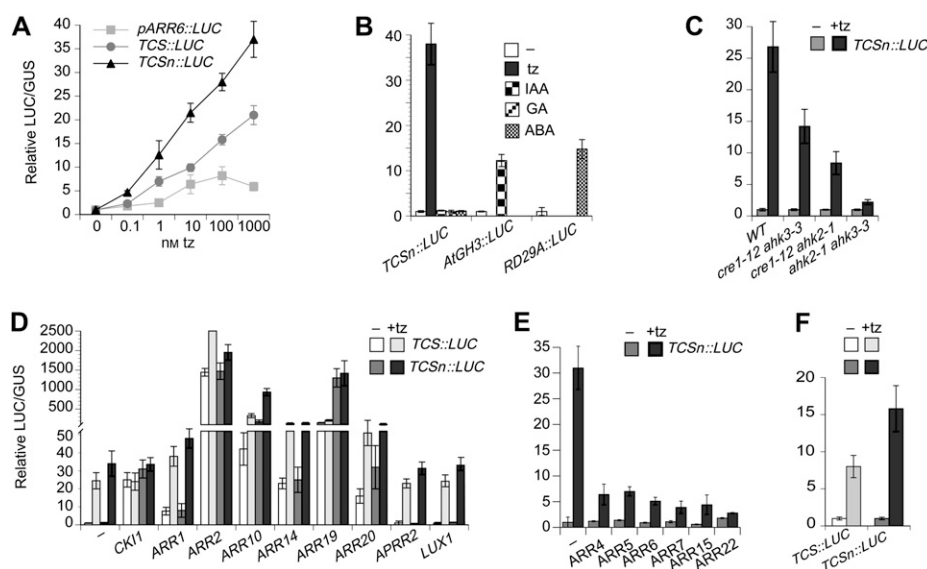 A
Relative LUC/GUS
40
35
30
25
20
15
10
5
0
pARR6::LUC
TCS::LUC
TCSn::LUC
0 0.1 1 10 100 1000
nM tz
B
40
30
20
10
0
–
tz
IAA
GA
ABA
TCSn::LUC AtGH3::LUC RD29A::LUC
C
30
25
20
15
10
5
0
– +tz
TCSn::LUC
WT cre1-12 ahk3-3 cre1-12 ahk2-1 ahk2-1 ahk3-3
D
Relative LUC/GUS
2500
2000
1500
1000
500
50
40
30
20
10
0
– +tz
TCS::LUC
TCSn::LUC
– CKI1 ARR1 ARR2 ARR10 ARR14 ARR19 ARR20 APRR2 LUX1
E
35
30
25
20
15
10
5
0
– +tz
TCSn::LUC
– ARR4 ARR5 ARR6 ARR7 ARR15 ARR22
F
– +tz
20
15
10
5
0
TCS::LUC TCSn::LUC